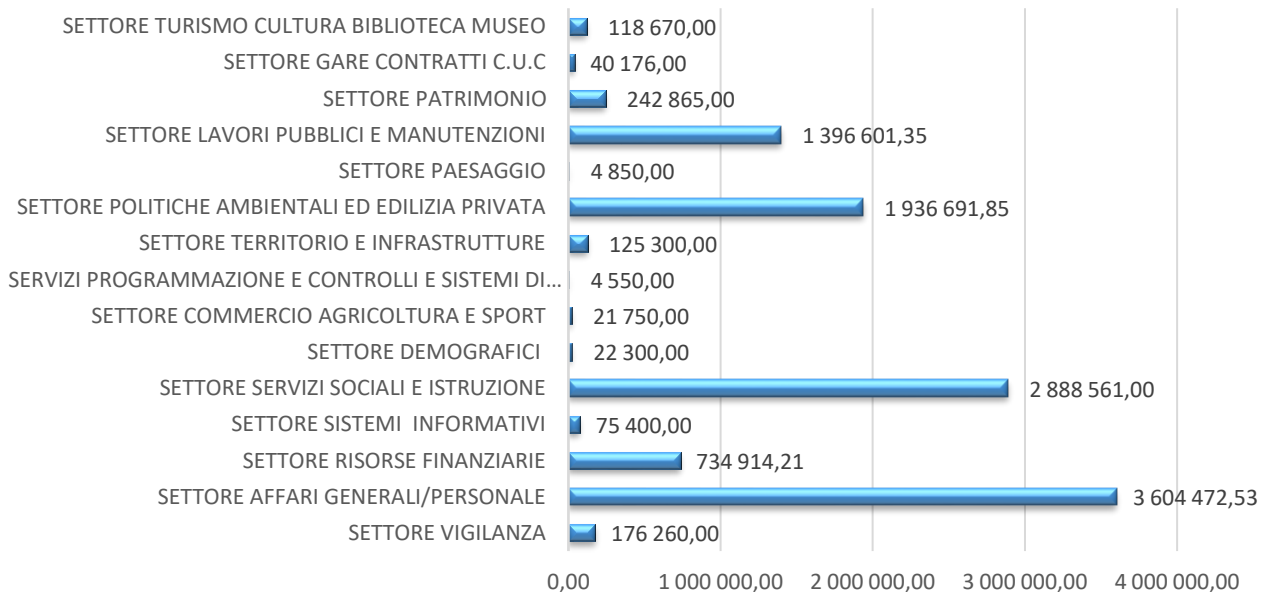 SETTORE TURISMO CULTURA BIBLIOTECA MUSEO 118 670,00
SETTORE GARE CONTRATTI C.U.C 40 176,00
SETTORE PATRIMONIO 242 865,00
SETTORE LAVORI PUBBLICI E MANUTENZIONI 1 396 601,35
SETTORE PAESAGGIO 4 850,00
SETTORE POLITICHE AMBIENTALI ED EDILIZIA PRIVATA 1 936 691,85
SETTORE TERRITORIO E INFRASTRUTTURE 125 300,00
SERVIZI PROGRAMMAZIONE E CONTROLLI E SISTEMI DI... 4 550,00
SETTORE COMMERCIO AGRICOLTURA E SPORT 21 750,00
SETTORE DEMOGRAFICI 22 300,00
SETTORE SERVIZI SOCIALI E ISTRUZIONE 2 888 561,00
SETTORE SISTEMI  INFORMATIVI 75 400,00
SETTORE RISORSE FINANZIARIE 734 914,21
SETTORE AFFARI GENERALI/PERSONALE 3 604 472,53
SETTORE VIGILANZA 176 260,00
0,00 1 000 000,00 2 000 000,00 3 000 000,00 4 000 000,00